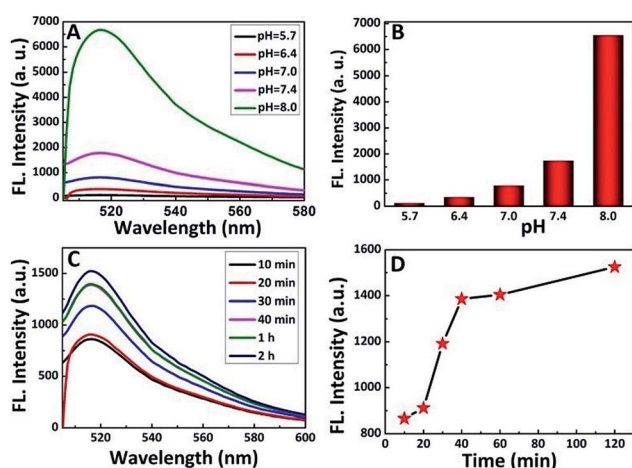 A
FL. Intensity (a. u.)
7000
6000
5000
4000
3000
2000
1000
0
pH=5.7
pH=6.4
pH=7.0
pH=7.4
pH=8.0
520
540
560
580
Wavelength (nm)
B
FL. Intensity (a. u.)
7000
6000
5000
4000
3000
2000
1000
0
5.7
6.4
7.0
7.4
8.0
pH
C
FL. Intensity (a.u.)
1500
1000
500
0
10 min
20 min
30 min
40 min
1 h
2 h
520
540
560
580
600
Wavelength (nm)
D
FL. Intensity (a.u.)
1600
1400
1200
1000
800
0
20
40
60
80
100
120
Time (min)